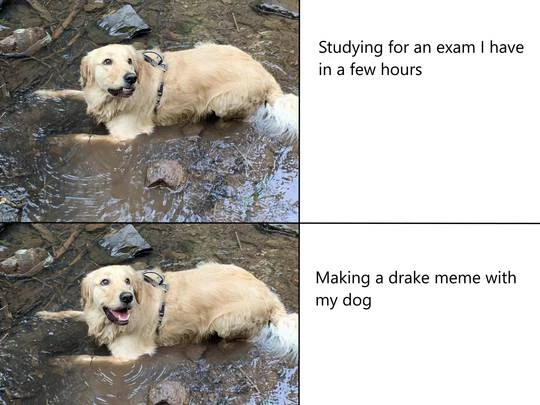 Studying for an exam I have
in a few hours
Making a drake meme with
my dog